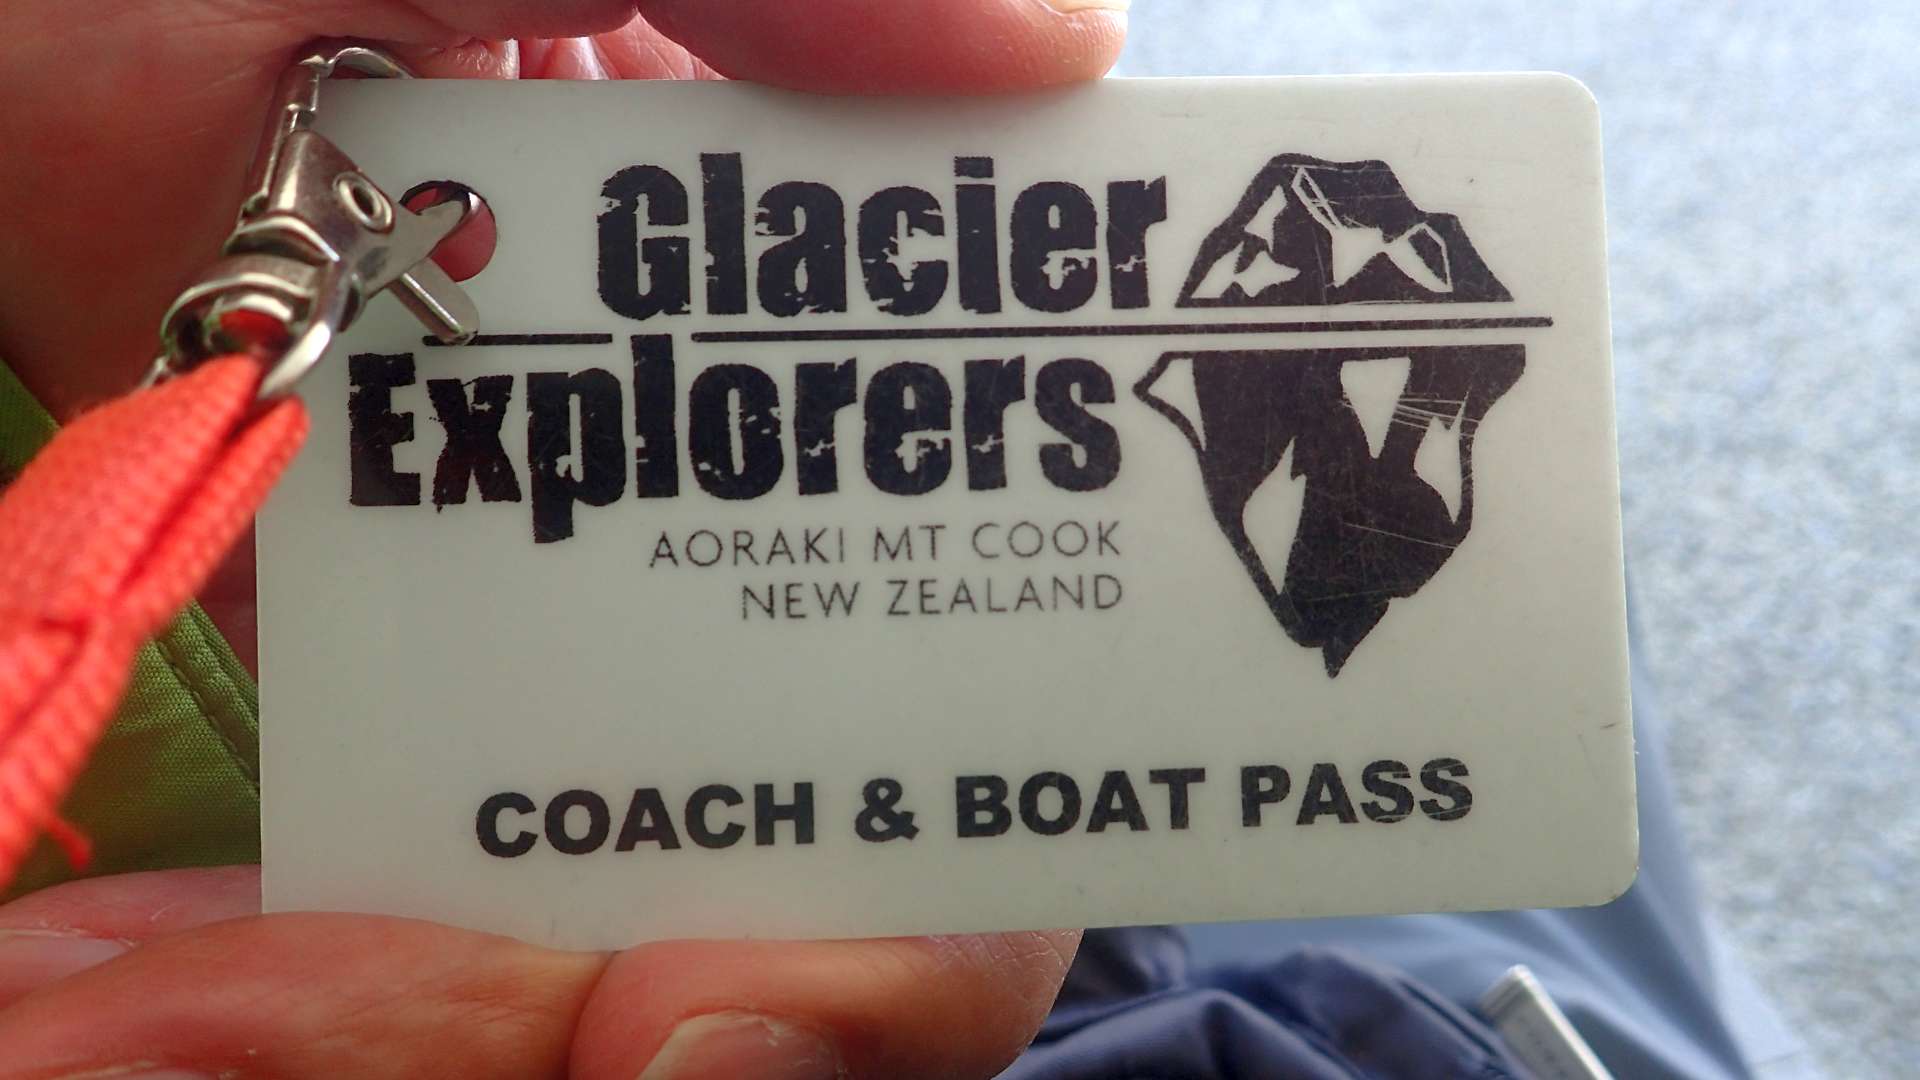 Glacier
Explorers
AORAKI MT COOK
NEW ZEALAND
COACH & BOAT PASS